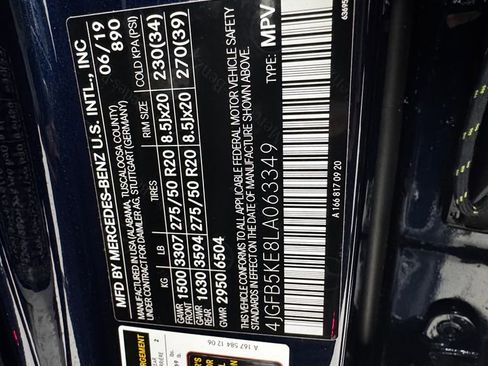 MFD BY MERCEDES-BENZ U.S. INTL., INC
MANUFACTURED IN USA (ALABAMA, TUSCALOOSA COUNTY)
UNDER CONTRACT FOR DAIMLER AG, STUTTGART (GERMANY)
06/19
890
KG LB TIRES RIM SIZE COLD KPA(PSI)
GAWR FRONT 1500 3307 275/50 R20 8.5Jx20 230(34)
GAWR REAR 1630 3594 275/50 R20 8.5Jx20 270(39)
GVWR 2950 6504
THIS VEHICLE CONFORMS TO ALL APPLICABLE FEDERAL MOTOR VEHICLE SAFETY
STANDARDS IN EFFECT ON THE DATE OF MANUFACTURE SHOWN ABOVE.
4JGFB5KE8LA063349 TYPE: MPV
A 166 817 09 20
A 167 584 12 06